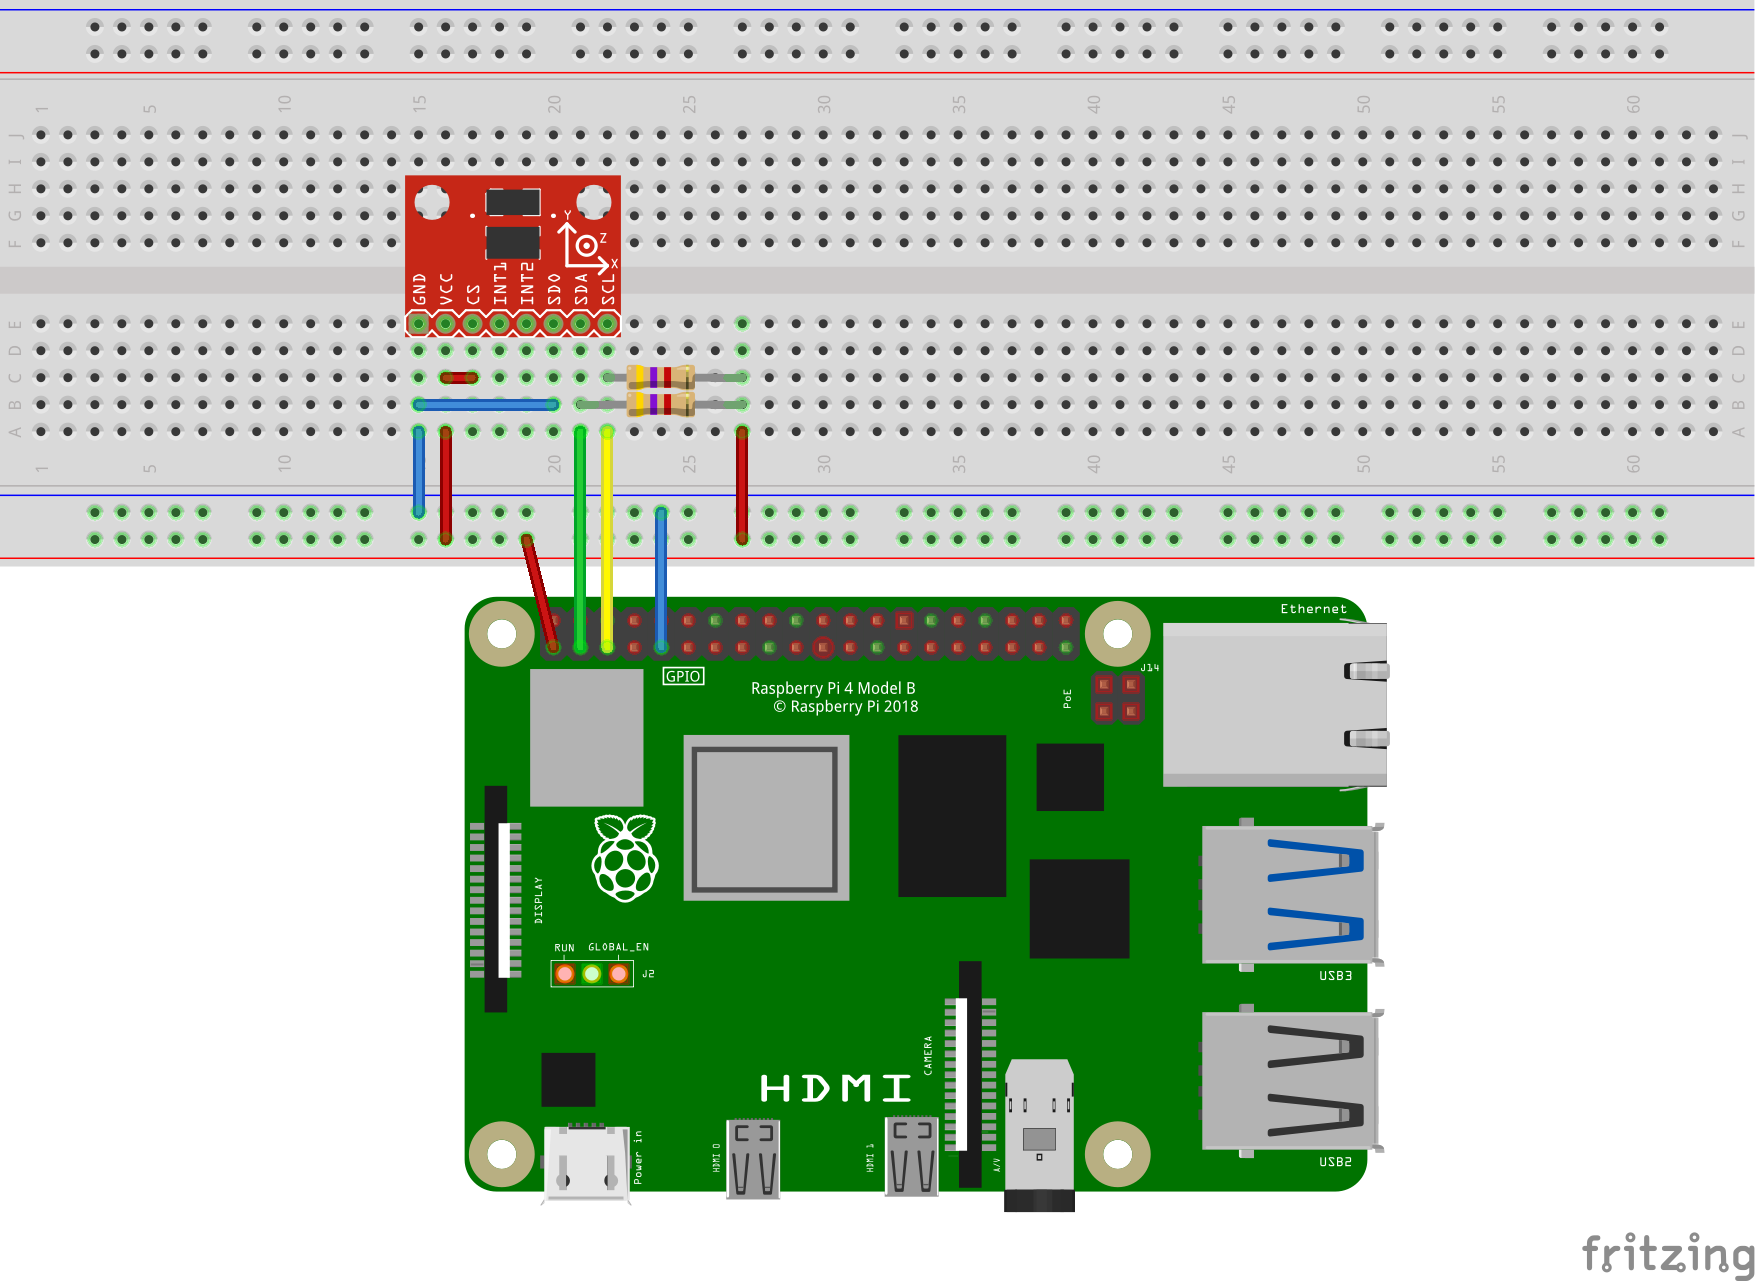 1 5 10 15 20 25 30 35 40 45 50 55 60
J J
I I
H H
G G
F F
Y
Z
X
GND VCC CS INT1 INT2 SDO SDA SCL
E E
D D
C C
B B
A A
1 5 10 20 25 30 35 40 45 50 55 60
Ethernet
J14
GPIO
PoE
Raspberry Pi 4 Model B
© Raspberry Pi 2018
DISPLAY
RUN GLOBAL_EN
J2
USB3
CAMERA
HDMI
Power in
HDMI 0
HDMI 1
A/V
USB2
fritzing